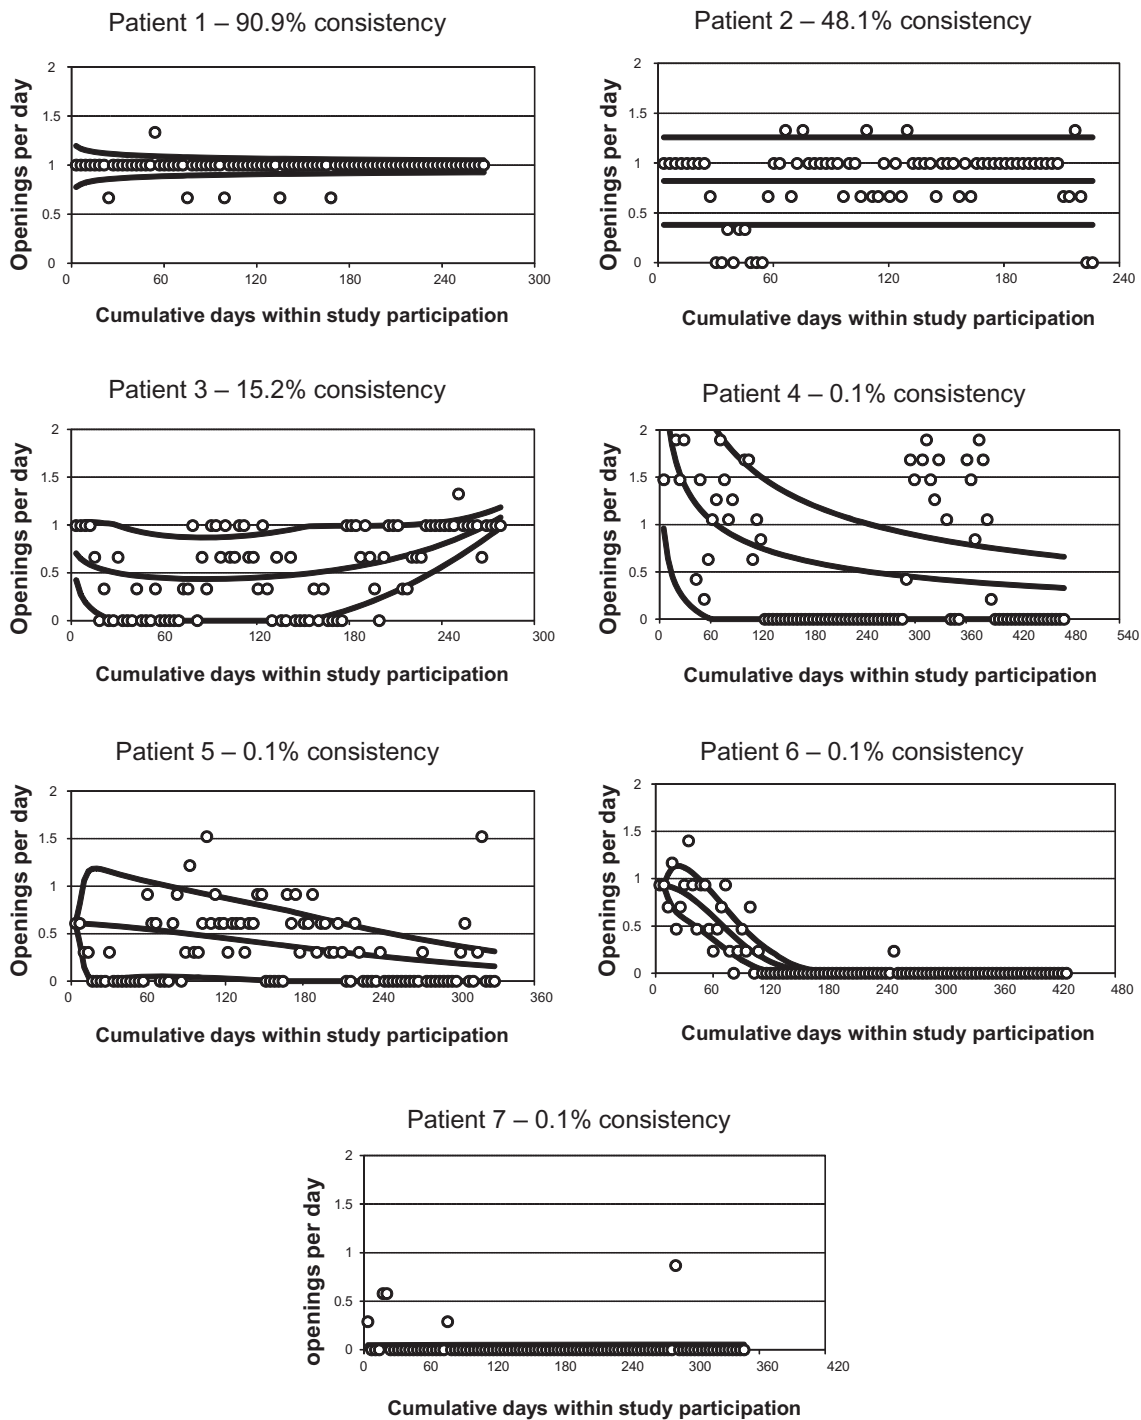 Patient 1 – 90.9% consistency
Openings per day
2
1.5
1
0.5
0
0 60 120 180 240 300
Cumulative days within study participation
Patient 2 – 48.1% consistency
Openings per day
2
1.5
1
0.5
0
0 60 120 180 240
Cumulative days within study participation
Patient 3 – 15.2% consistency
Openings per day
2
1.5
1
0.5
0
0 60 120 180 240 300
Cumulative days within study participation
Patient 4 – 0.1% consistency
Openings per day
2
1.5
1
0.5
0
0 60 120 180 240 300 360 420 480 540
Cumulative days within study participation
Patient 5 – 0.1% consistency
Openings per day
2
1.5
1
0.5
0
0 60 120 180 240 300 360
Cumulative days within study participation
Patient 6 – 0.1% consistency
Openings per day
2
1.5
1
0.5
0
0 60 120 180 240 300 360 420 480
Cumulative days within study participation
Patient 7 – 0.1% consistency
openings per day
2
1.5
1
0.5
0
0 60 120 180 240 300 360 420
Cumulative days within study participation